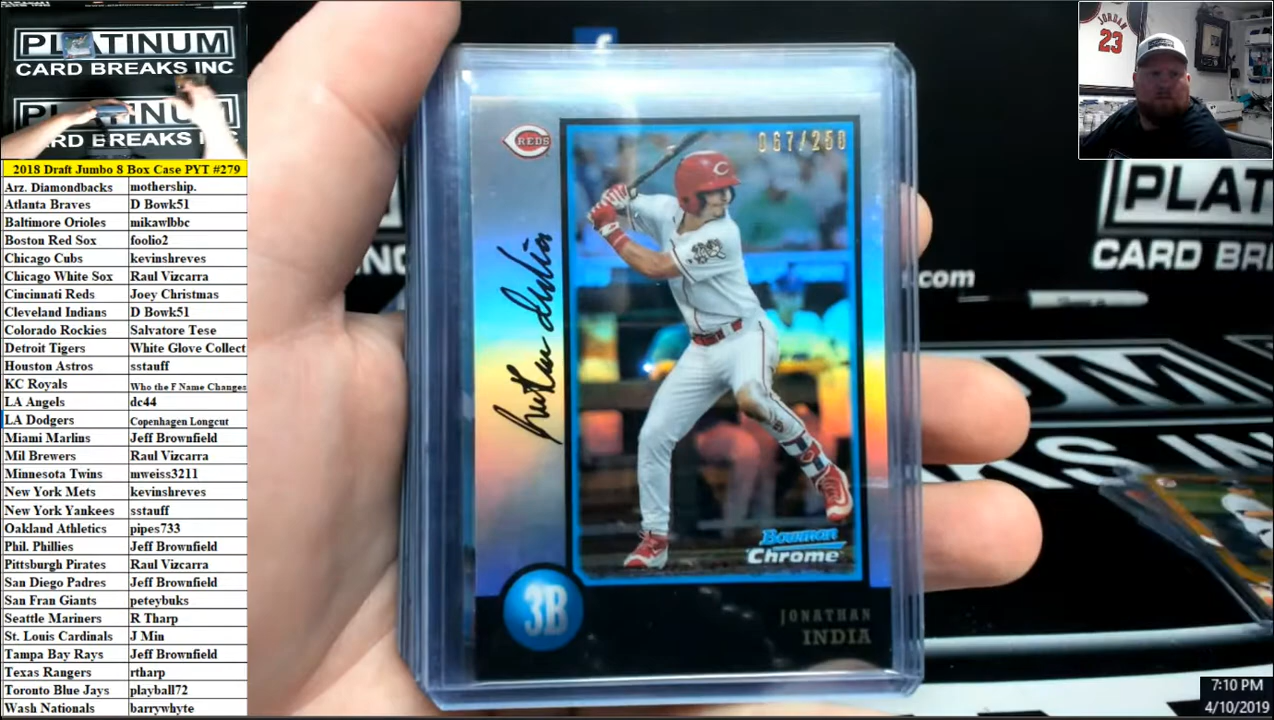 PLATINUM
CARD BREAKS INC
PLATINUM
CARD BREAKS INC
2018 Draft Jumbo 8 Box Case PYT #279
Arz. Diamondbacks mothership.
Atlanta Braves D Bowk51
Baltimore Orioles mikawlbbc
Boston Red Sox foolio2
Chicago Cubs kevinshreves
Chicago White Sox Raul Vizcarra
Cincinnati Reds Joey Christmas
Cleveland Indians D Bowk51
Colorado Rockies Salvatore Tese
Detroit Tigers White Glove Collect
Houston Astros sstauff
KC Royals Who the F Name Changes
LA Angels dc44
LA Dodgers Copenhagen Longcut
Miami Marlins Jeff Brownfield
Mil Brewers Raul Vizcarra
Minnesota Twins mweiss3211
New York Mets kevinshreves
New York Yankees sstauff
Oakland Athletics pipes733
Phil. Phillies Jeff Brownfield
Pittsburgh Pirates Raul Vizcarra
San Diego Padres Jeff Brownfield
San Fran Giants peteybuks
Seattle Mariners R Tharp
St. Louis Cardinals J Min
Tampa Bay Rays Jeff Brownfield
Texas Rangers rtharp
Toronto Blue Jays playball72
Wash Nationals barrywhyte
REDS
067/250
Bowman
Chrome
3B
JONATHAN
INDIA
JORDAN
23
PLAT
CARD BRE
.com
7:10 PM
4/10/2019